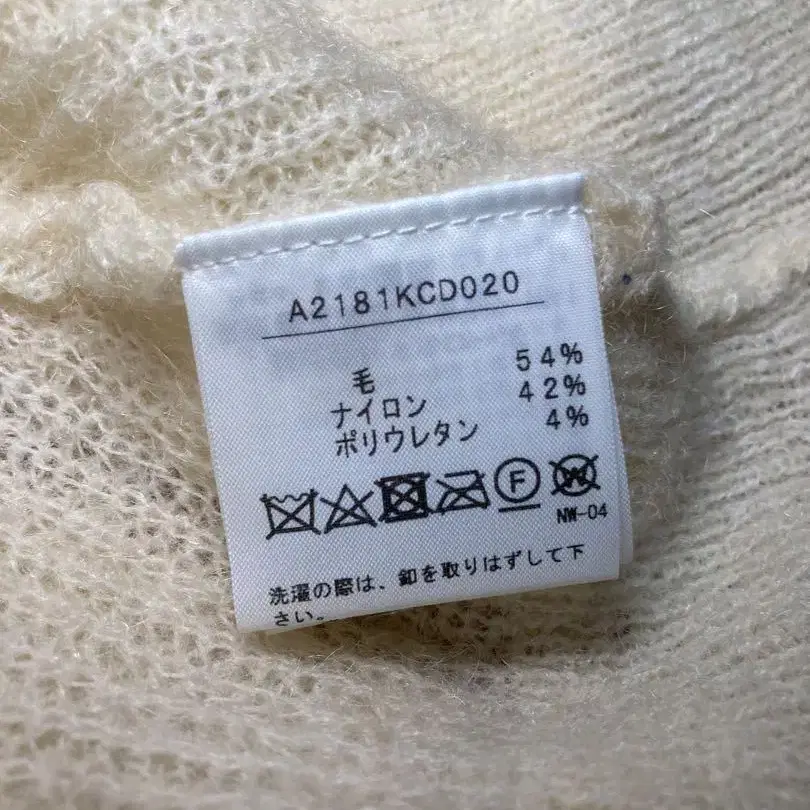 A2181KCD020
毛 54%
ナイロン 42%
ポリウレタン 4%
F W
NW-04
洗濯の際は、釦を取りはずして下
さい。